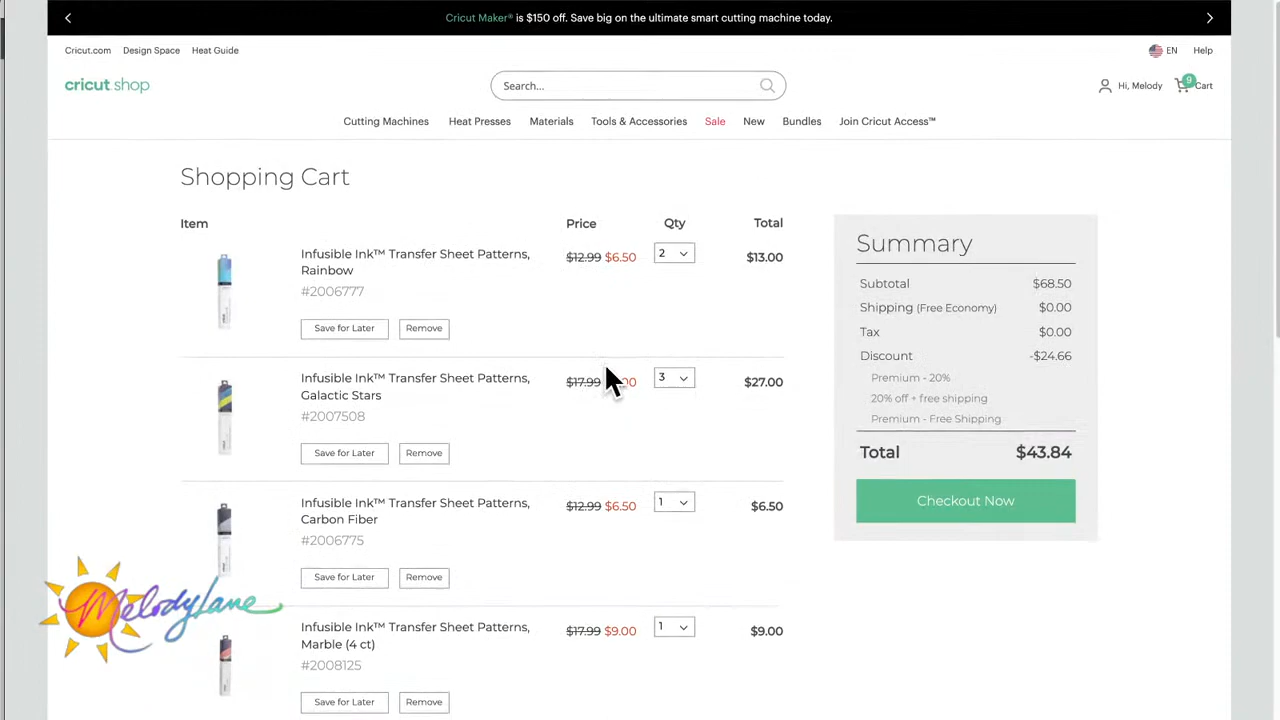 Cricut Maker® is $150 off. Save big on the ultimate smart cutting machine today.
Cricut.com Design Space Heat Guide
EN Help
cricut shop
Search...
Hi, Melody
9
Cart
Cutting Machines Heat Presses Materials Tools & Accessories Sale New Bundles Join Cricut Access™
Shopping Cart
Item Price Qty Total
Infusible Ink™ Transfer Sheet Patterns, Rainbow
#2006777
$12.99 $6.50 2 $13.00
Save for Later Remove
Infusible Ink™ Transfer Sheet Patterns, Galactic Stars
#2007508
$17.99 3 $27.00
Save for Later Remove
Infusible Ink™ Transfer Sheet Patterns, Carbon Fiber
#2006775
$12.99 $6.50 1 $6.50
Save for Later Remove
Infusible Ink™ Transfer Sheet Patterns, Marble (4 ct)
#2008125
$17.99 $9.00 1 $9.00
Save for Later Remove
Summary
Subtotal $68.50
Shipping (Free Economy) $0.00
Tax $0.00
Discount -$24.66
Premium - 20%
20% off + free shipping
Premium - Free Shipping
Total $43.84
Checkout Now
MelodyLane